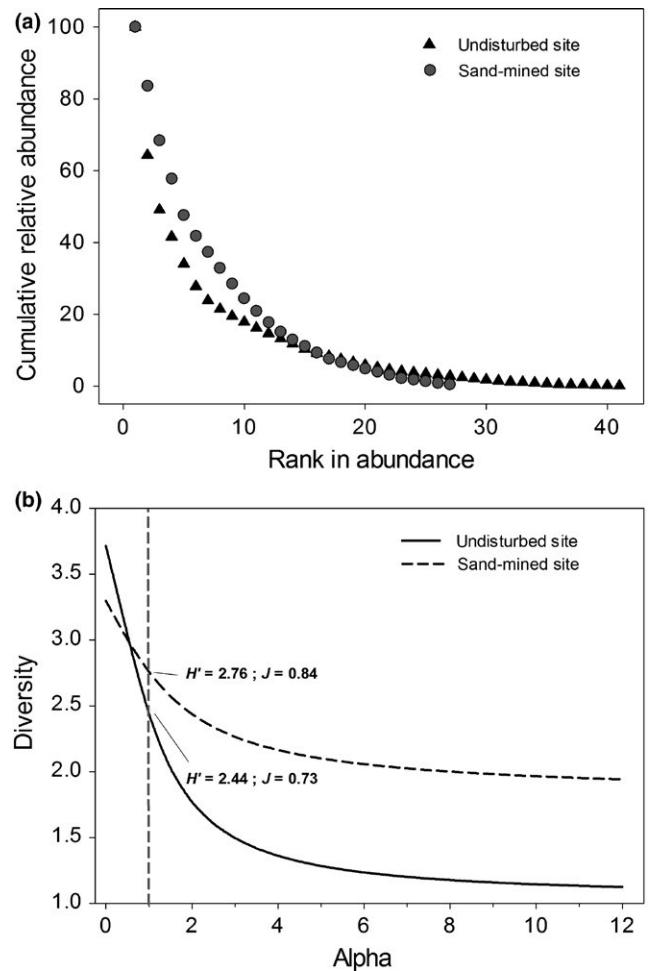 (a)
100
80
60
40
20
0
Cumulative relative abundance
Undisturbed site
Sand-mined site
0 10 20 30 40
Rank in abundance
(b)
4.0
3.5
3.0
2.5
2.0
1.5
1.0
Diversity
Undisturbed site
Sand-mined site
H' = 2.76 ; J = 0.84
H' = 2.44 ; J = 0.73
0 2 4 6 8 10 12
Alpha